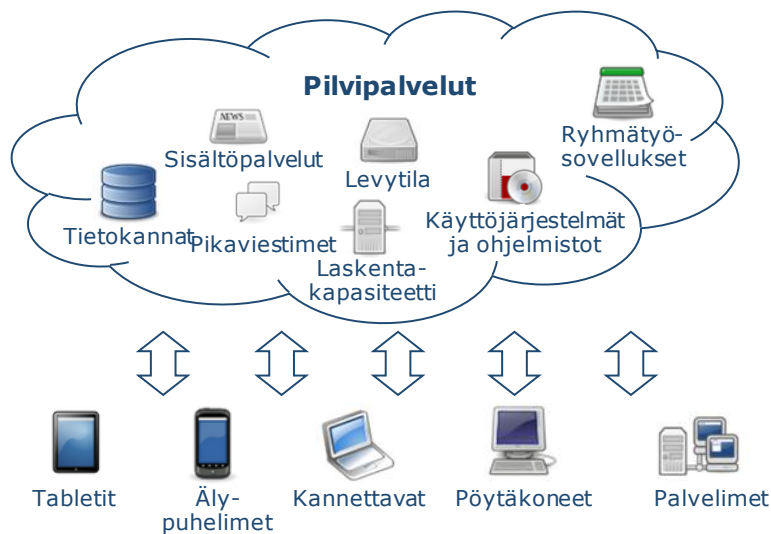 Pilvipalvelut
NEWS
Sisältöpalvelut
Levytila
Ryhmätyö-
sovellukset
Tietokannat
Pikaviestimet
Laskenta-
kapasiteetti
Käyttöjärjestelmät
ja ohjelmistot
Tabletit
Äly-
puhelimet
Kannettavat
Pöytäkoneet
Palvelimet